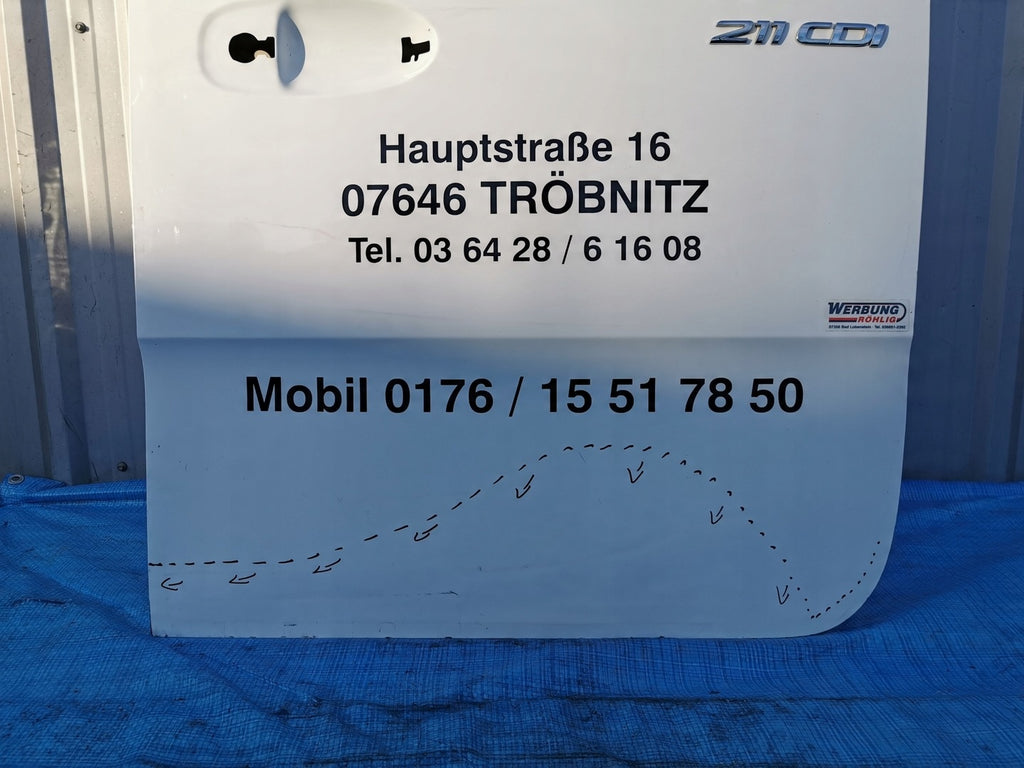 211 CDI
Hauptstraße 16
07646 TRÖBNITZ
Tel. 03 64 28 / 6 16 08
WERBUNG
RÖHLIG
Mobil 0176 / 15 51 78 50